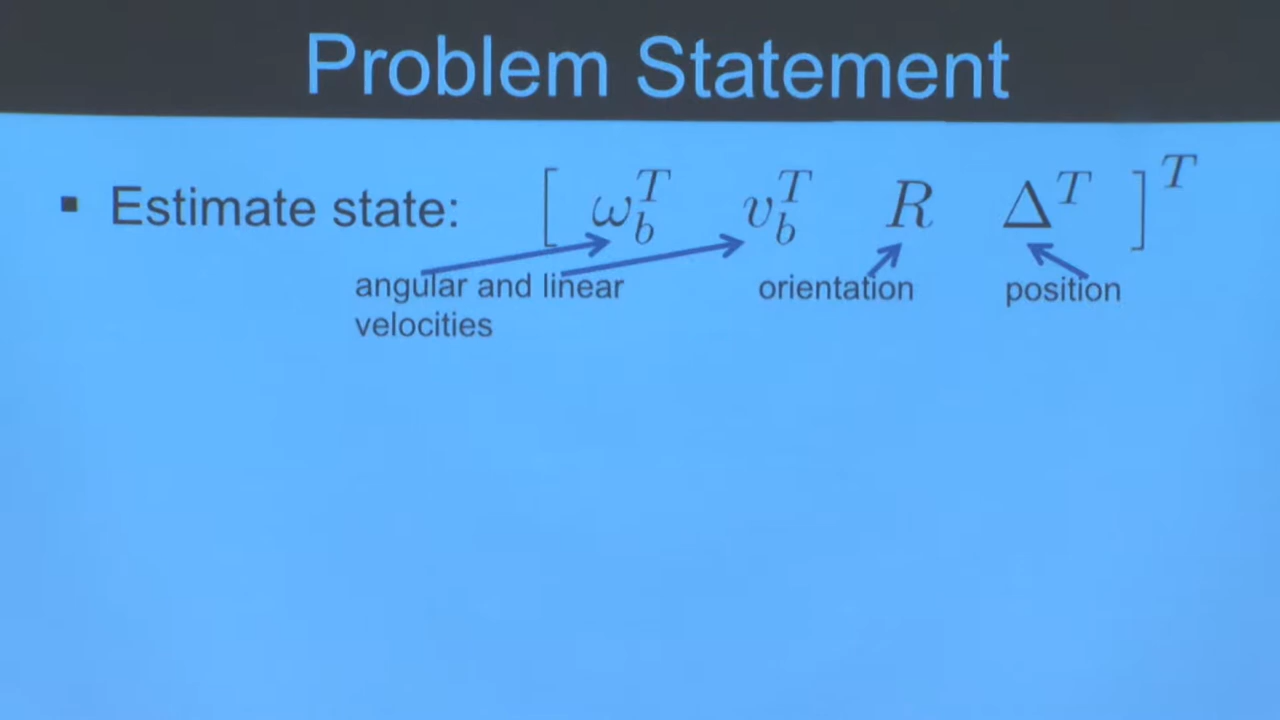 Problem Statement
▪ Estimate state: [ ω_b^T v_b^T R Δ^T ]^T
angular and linear velocities
orientation
position